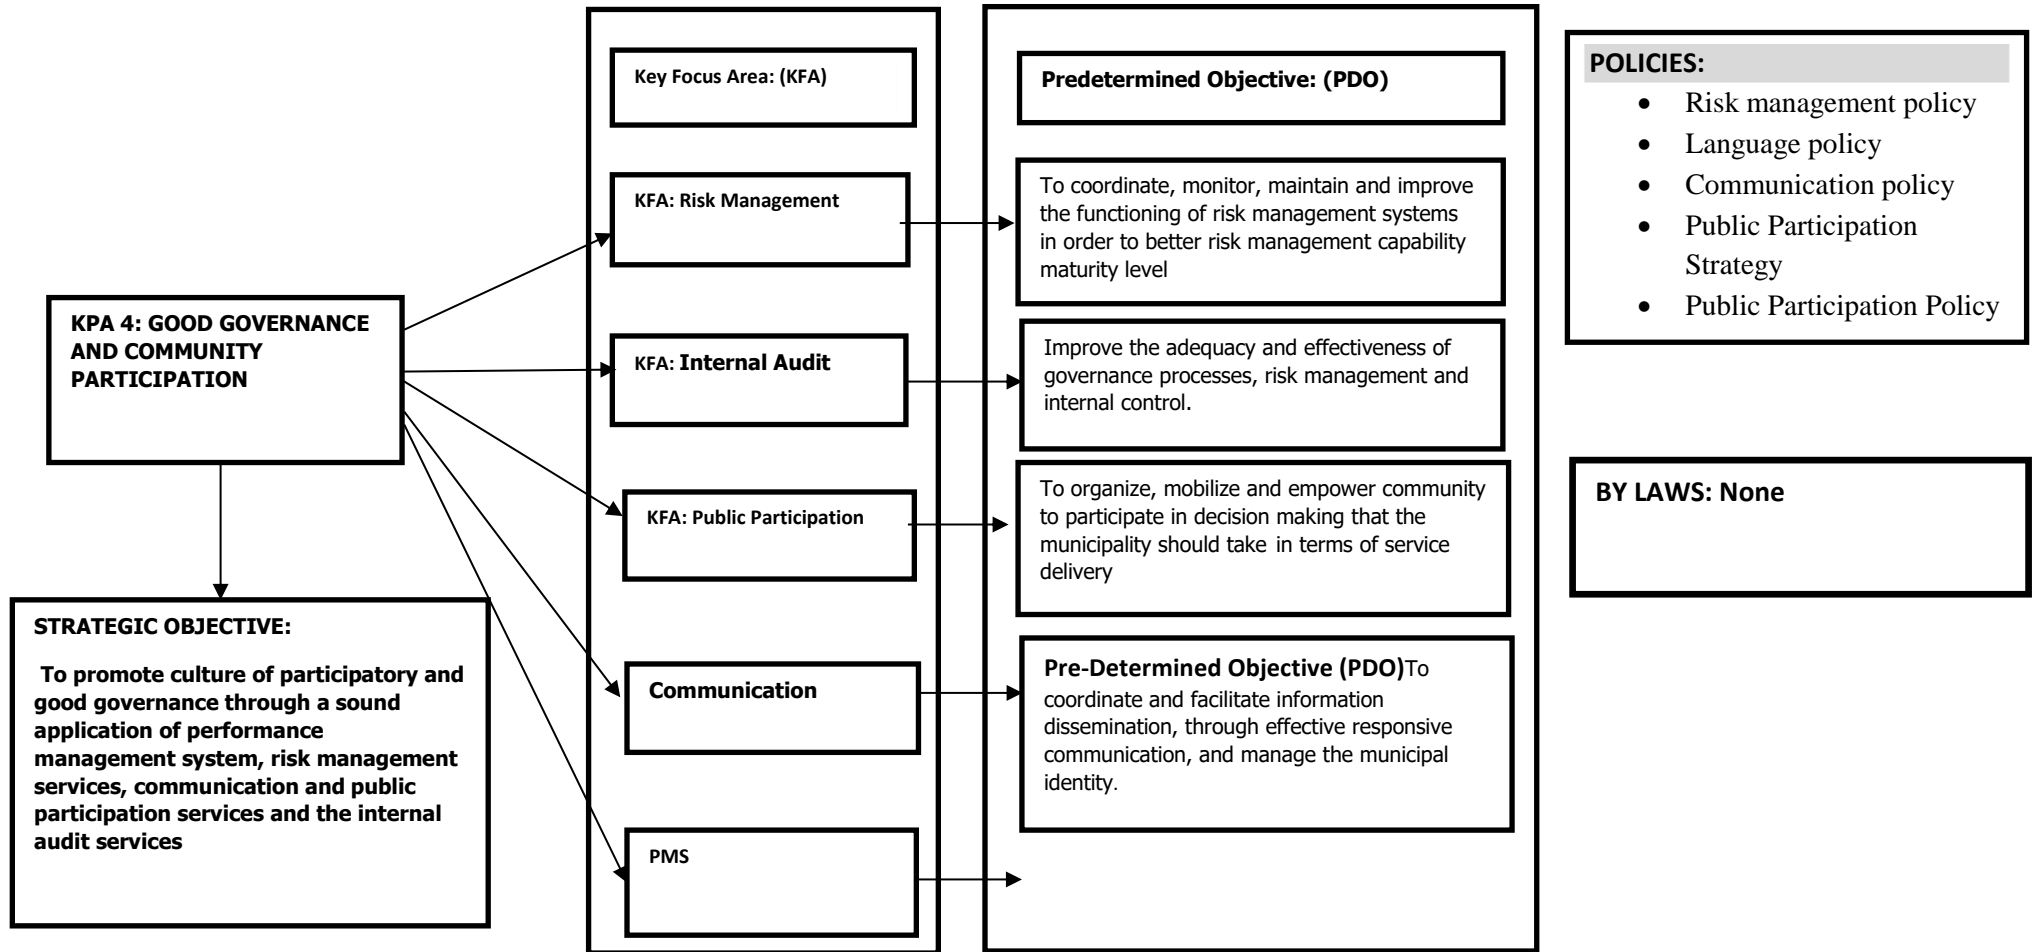 KPA 4: GOOD GOVERNANCE
AND COMMUNITY
PARTICIPATION
STRATEGIC OBJECTIVE:
To promote culture of participatory and
good governance through a sound
application of performance
management system, risk management
services, communication and public
participation services and the internal
audit services
Key Focus Area: (KFA)
KFA: Risk Management
KFA: Internal Audit
KFA: Public Participation
Communication
PMS
Predetermined Objective: (PDO)
To coordinate, monitor, maintain and improve
the functioning of risk management systems
in order to better risk management capability
maturity level
Improve the adequacy and effectiveness of
governance processes, risk management and
internal control.
To organize, mobilize and empower community
to participate in decision making that the
municipality should take in terms of service
delivery
Pre-Determined Objective (PDO)To
coordinate and facilitate information
dissemination, through effective responsive
communication, and manage the municipal
identity.
POLICIES:
• Risk management policy
• Language policy
• Communication policy
• Public Participation
Strategy
• Public Participation Policy
BY LAWS: None